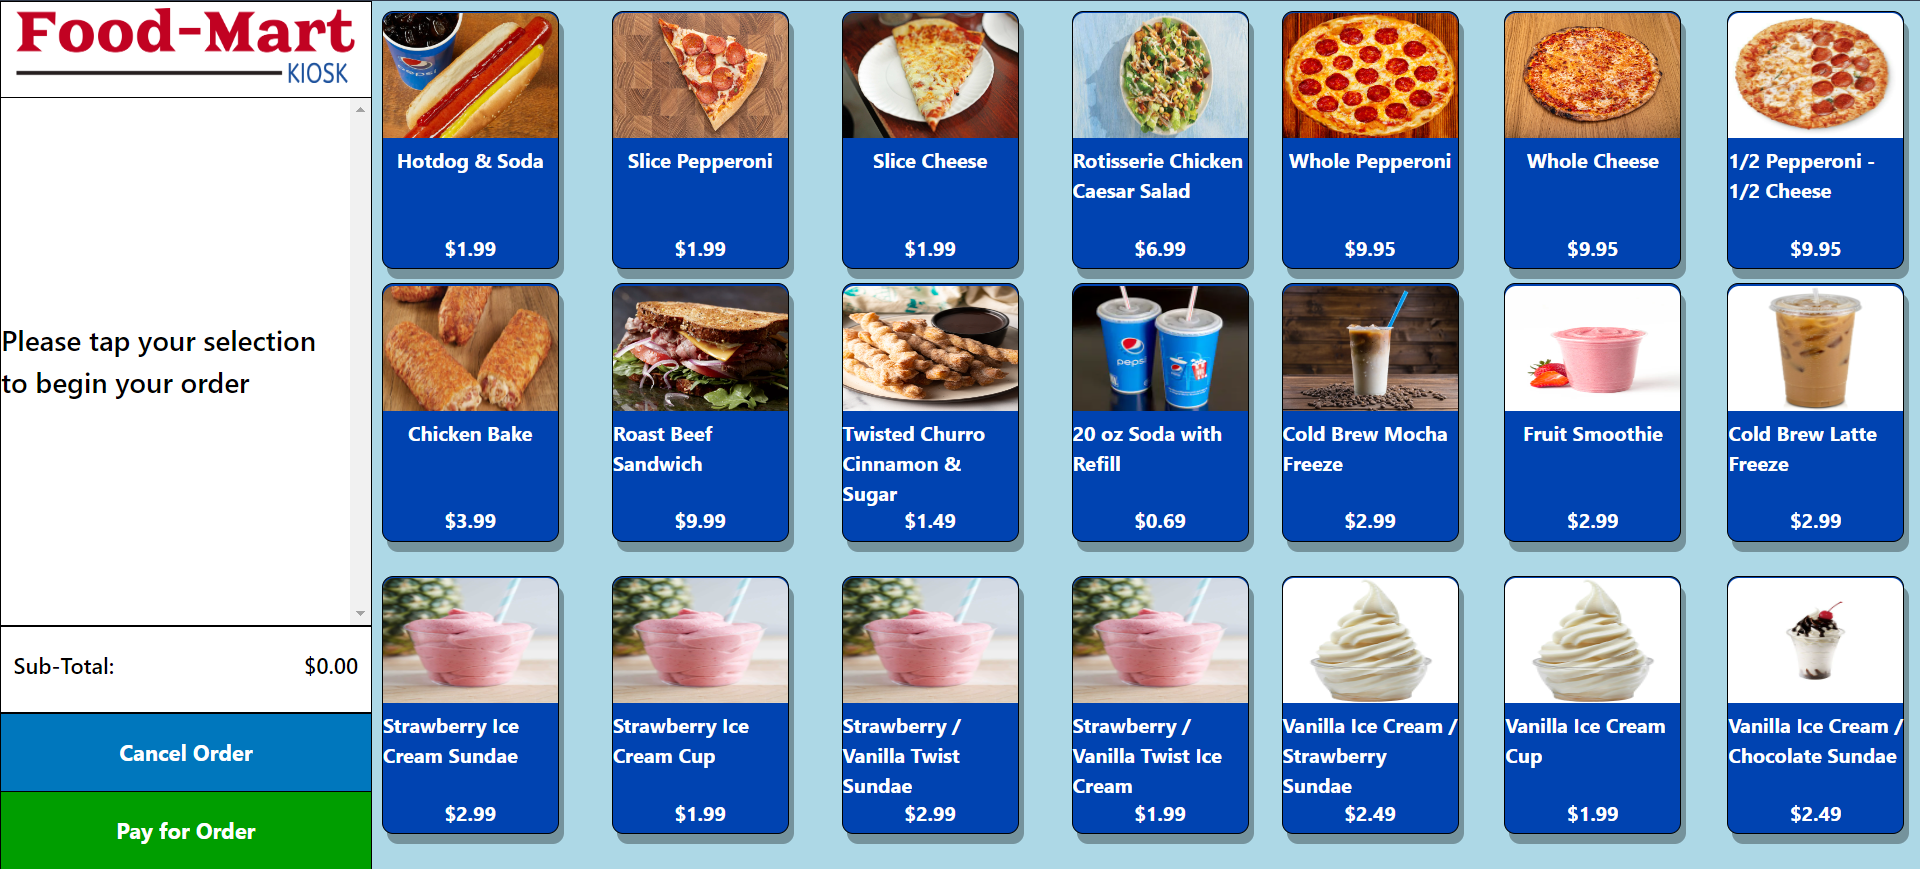 Food-Mart
KIOSK
Please tap your selection
to begin your order
Sub-Total: $0.00
Cancel Order
Pay for Order
pepsi
Hotdog & Soda
$1.99
Slice Pepperoni
$1.99
Slice Cheese
$1.99
Rotisserie Chicken
Caesar Salad
$6.99
Whole Pepperoni
$9.95
Whole Cheese
$9.95
1/2 Pepperoni -
1/2 Cheese
$9.95
Chicken Bake
$3.99
Roast Beef
Sandwich
$9.99
Twisted Churro
Cinnamon &
Sugar
$1.49
pepsi
20 oz Soda with
Refill
$0.69
Cold Brew Mocha
Freeze
$2.99
Fruit Smoothie
$2.99
Cold Brew Latte
Freeze
$2.99
Strawberry Ice
Cream Sundae
$2.99
Strawberry Ice
Cream Cup
$1.99
Strawberry /
Vanilla Twist
Sundae
$2.99
Strawberry /
Vanilla Twist Ice
Cream
$1.99
Vanilla Ice Cream /
Strawberry
Sundae
$2.49
Vanilla Ice Cream
Cup
$1.99
Vanilla Ice Cream /
Chocolate Sundae
$2.49